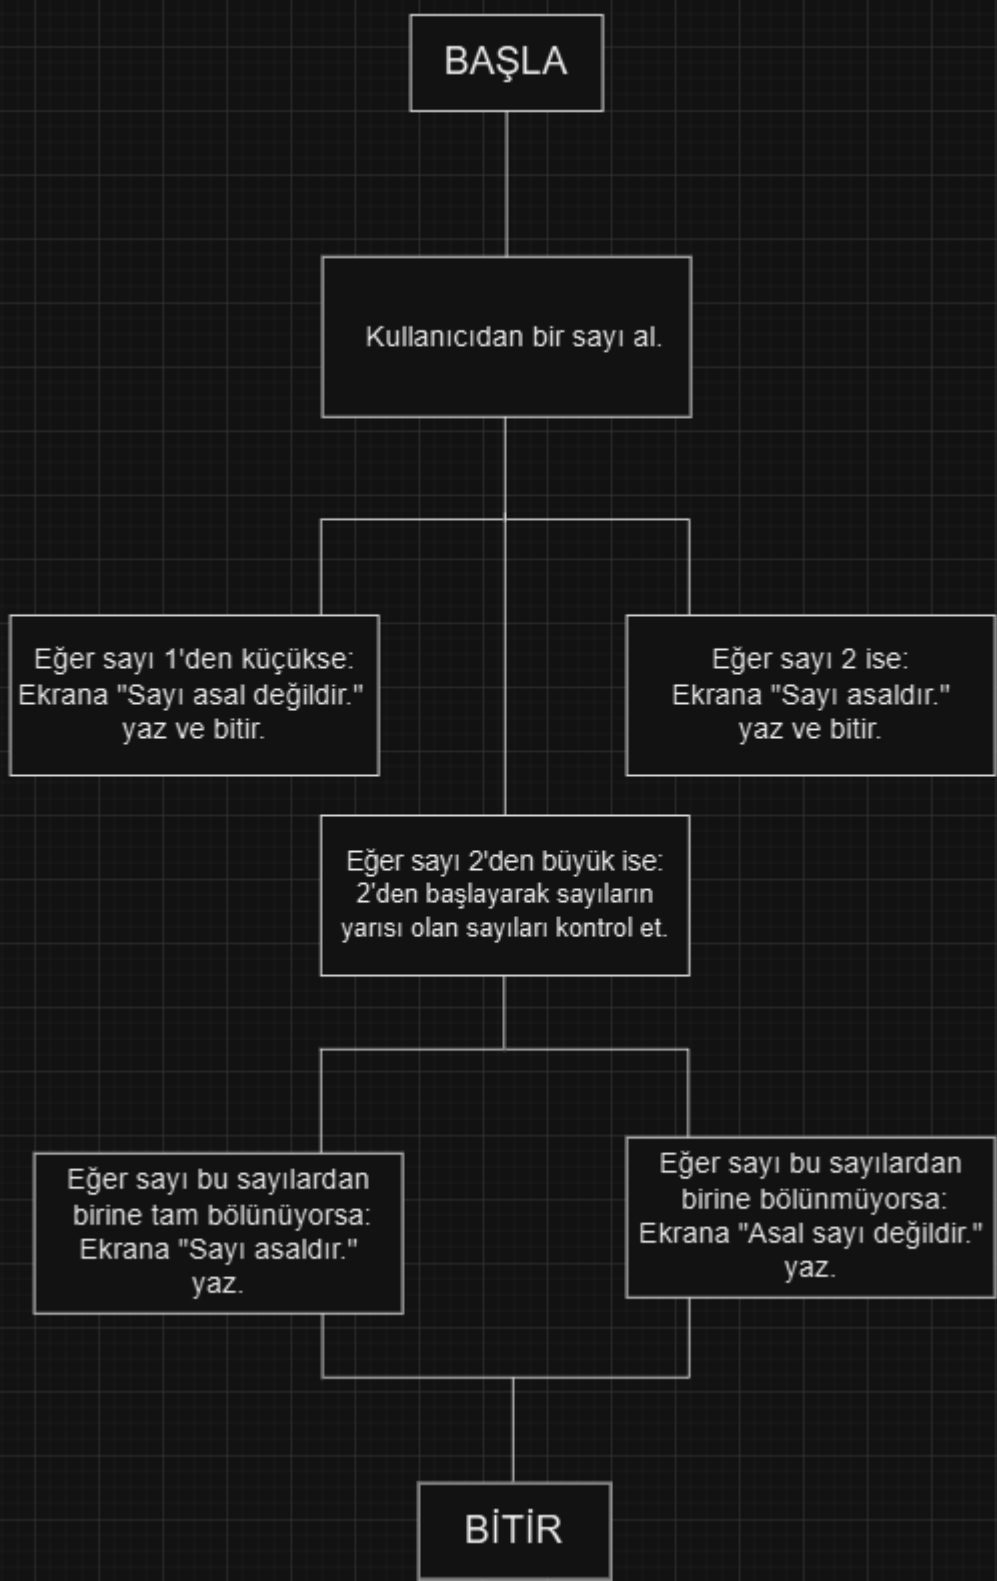 BAŞLA
Kullanıcıdan bir sayı al.
Eğer sayı 1'den küçükse:
Ekrana "Sayı asal değildir."
yaz ve bitir.
Eğer sayı 2 ise:
Ekrana "Sayı asaldır."
yaz ve bitir.
Eğer sayı 2'den büyük ise:
2'den başlayarak sayıların
yarısı olan sayıları kontrol et.
Eğer sayı bu sayılardan
birine tam bölünüyorsa:
Ekrana "Sayı asaldır."
yaz.
Eğer sayı bu sayılardan
birine bölünmüyorsa:
Ekrana "Asal sayı değildir."
yaz.
BİTİR